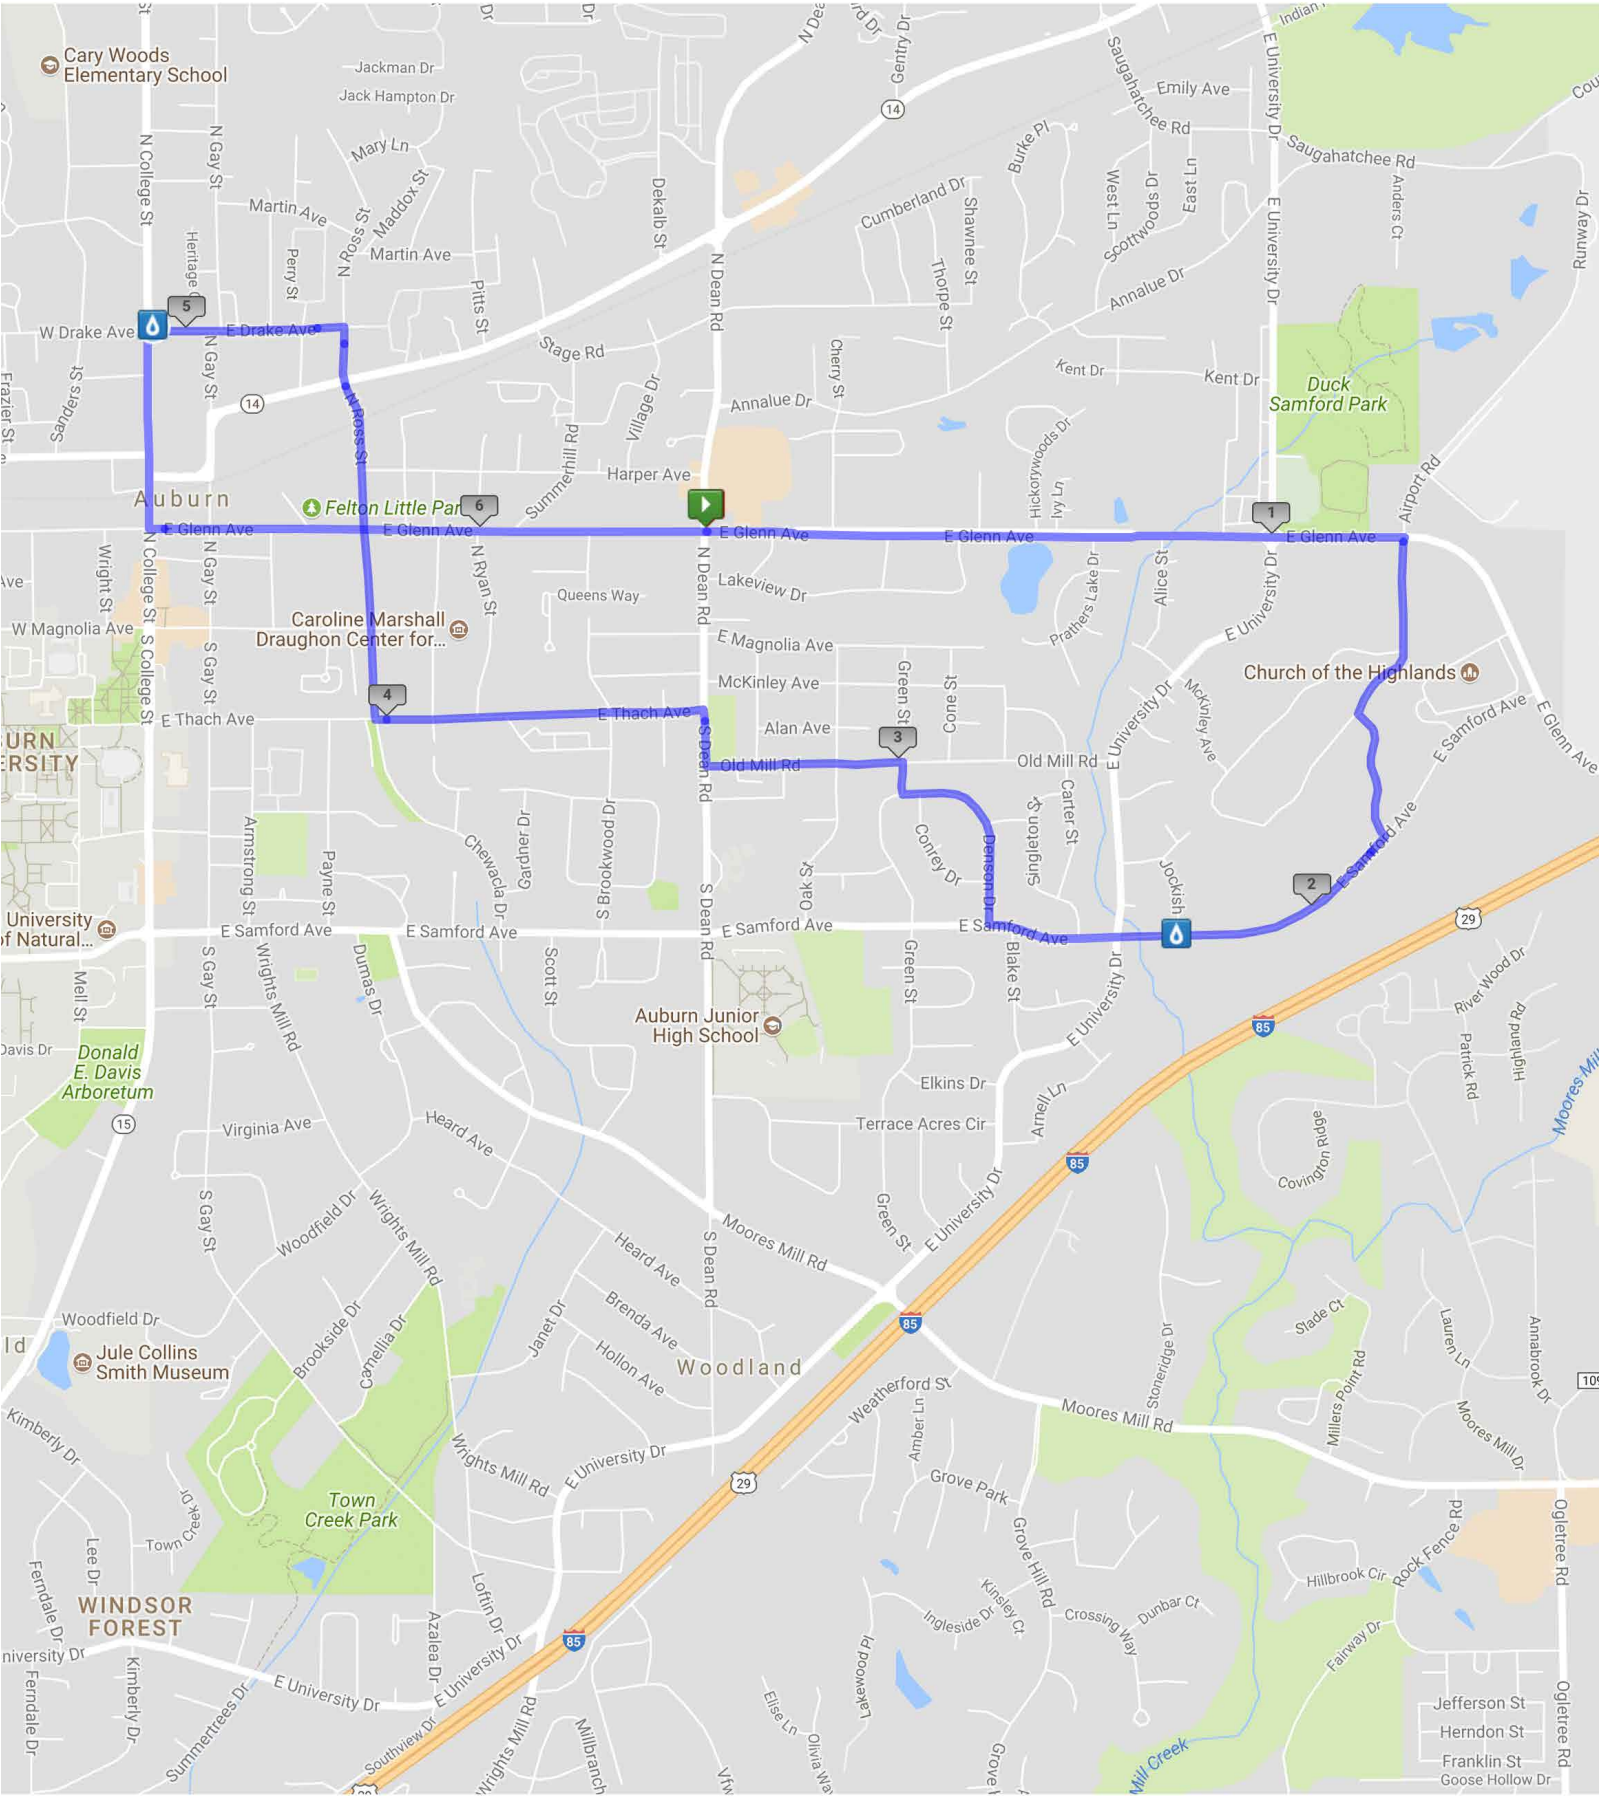 Cary Woods
Elementary School
Jackman Dr
Jack Hampton Dr
Mary Ln
Maddox St
Martin Ave
N Ross St
Martin Ave
N College St
N Gay St
Heritage
Perry St
Pitts St
Dekalb St
N Dean Rd
Gentry Dr
14
Burke Pl
Saugahatchee Rd
Emily Ave
E University Dr
Saugahatchee Rd
Cumberland Dr
Shawnee St
Thorpe St
West Ln
Scottwoods Dr
East Ln
Annalue Dr
E University Dr
Anders Ct
Runway Dr
5
W Drake Ave
E Drake Ave
N Gay St
14
Stage Rd
Village Dr
Summerhill Rd
Cherry St
Annalue Dr
Harper Ave
Kent Dr
Kent Dr
Duck
Samford Park
Hickorywoods Dr
Ivy Ln
Airport Rd
Frazier St
Sanders St
N Ross St
Auburn
Felton Little Par
6
1
E Glenn Ave
E Glenn Ave
E Glenn Ave
E Glenn Ave
E Glenn Ave
N College St
N Gay St
Wright St
N Ryan St
Queens Way
N Dean Rd
Lakeview Dr
Prathers Lake Dr
Alice St
E University Dr
W Magnolia Ave
Caroline Marshall
Draughon Center for...
E Magnolia Ave
McKinley Ave
Green St
Cone St
Alan Ave
McKinley Ave
Church of the Highlands
E Samford Ave
E Glenn Ave
S College St
S Gay St
4
E Thach Ave
E Thach Ave
S Dean Rd
3
Old Mill Rd
Old Mill Rd
E University Dr
URN
ERSITY
Armstrong St
Payne St
Chewacla Dr
Gardner Dr
S Brookwood Dr
Oak St
Conrey Dr
Denson Dr
Singleton St
Carter St
Jockish
2
E Samford Ave
29
University
of Natural...
E Samford Ave
E Samford Ave
S Dean Rd
E Samford Ave
E Samford Ave
Mell St
S Gay St
Wrights Mill Rd
Dumas Dr
Scott St
Green St
Blake St
E University Dr
Auburn Junior
High School
85
River Wood Dr
Patrick Rd
Highland Rd
Davis Dr
Donald
E. Davis
Arboretum
15
Virginia Ave
Heard Ave
Elkins Dr
Terrace Acres Cir
Arnell Ln
85
Covington Ridge
Moores Mill
S Gay St
Woodfield Dr
Wrights Mill Rd
Moores Mill Rd
Green St
E University Dr
S Dean Rd
Heard Ave
Brenda Ave
Hollon Ave
Janet Dr
85
Woodfield Dr
ld
Jule Collins
Smith Museum
Brookside Dr
Camellia Dr
Woodland
Weatherford St
Amber Ln
Stoneridge Dr
Moores Mill Rd
Slade Ct
Millers Point Rd
Lauren Ln
Annabrook Dr
Moores Mill Dr
Kimberly Dr
Wrights Mill Rd
E University Dr
29
Grove Park
Grove Hill Rd
Town
Creek Park
Town Creek Dr
Lee Dr
Ferndale Dr
WINDSOR
FOREST
Loftin Dr
Azalea Dr
Ingleside Dr
Kinsley Ct
Crossing Way
Dunbar Ct
Hillbrook Cir
Rock Fence Rd
Ogletree Rd
Fairway Dr
niversity Dr
Ferndale Dr
Kimberly Dr
E University Dr
E University Dr
85
Summertrees Dr
Southview Dr
Wrights Mill Rd
Millbranch
Lakewood Pl
Elise Ln
Olivia Way
Mill Creek
Jefferson St
Herndon St
Franklin St
Goose Hollow Dr
Ogletree Rd